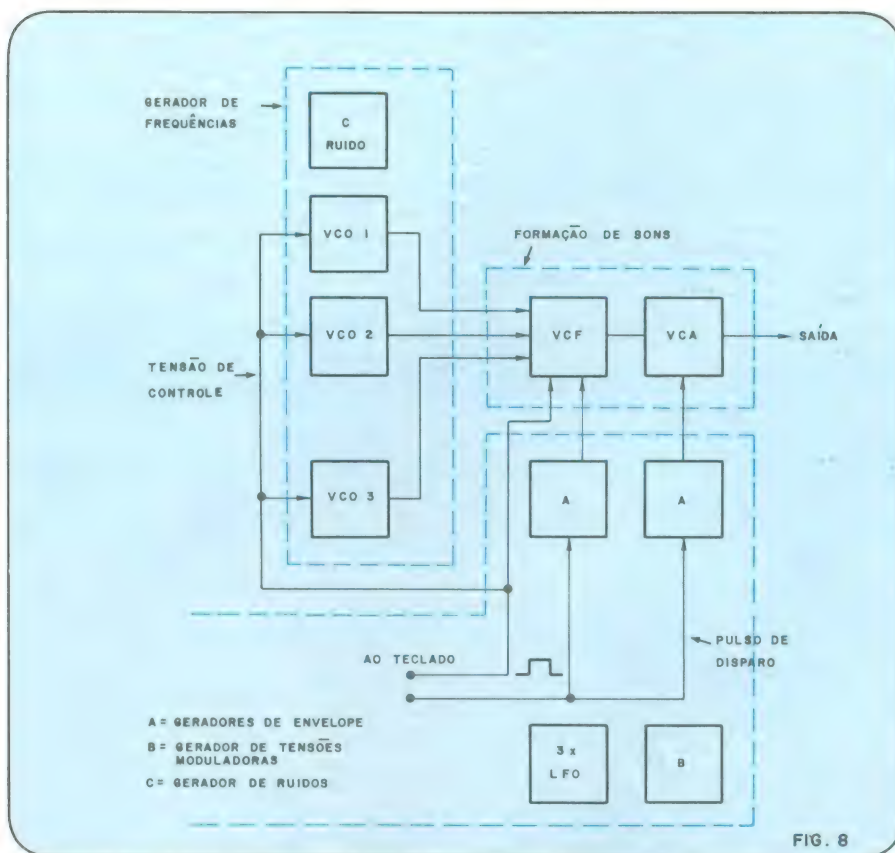 GERADOR DE
FREQUÊNCIAS
C
RUIDO
VCO 1
VCO 2
VCO 3
TENSÃO DE
CONTROLE
FORMAÇÃO DE SONS
VCF
VCA
SAÍDA
A
A
PULSO DE
DISPARO
AO TECLADO
A = GERADORES DE ENVELOPE
B = GERADOR DE TENSÕES
MODULADORAS
C = GERADOR DE RUIDOS
3 x
LFO
B
FIG. 8